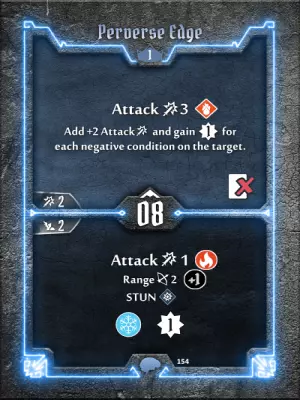 Perverse Edge
1
Attack 3
Add +2 Attack and gain 1 for
each negative condition on the target.
2
08
2
Attack 1
Range 2 +1
STUN
1
154